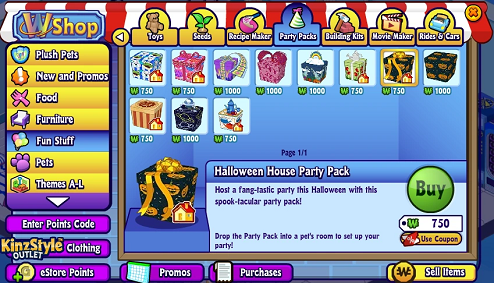 W Shop
Toys
Seeds
Recipe Maker
Party Packs
Building Kits
Movie Maker
Rides & Cars
Plush Pets
New and Promos
Food
Furniture
Fun Stuff
Pets
Themes A-L
W 750
W 750
W 1000
W 1000
W 1000
W 750
W 750
W 1000
W 750
W 1000
W 750
Page 1/1
Halloween House Party Pack
Host a fang-tastic party this Halloween with this
spook-tacular party pack!
Drop the Party Pack into a pet's room to set up your
party!
Buy
W 750
Use Coupon
Enter Points Code
KinzStyle
OUTLET
Clothing
eStore Points
Promos
Purchases
W Sell Items